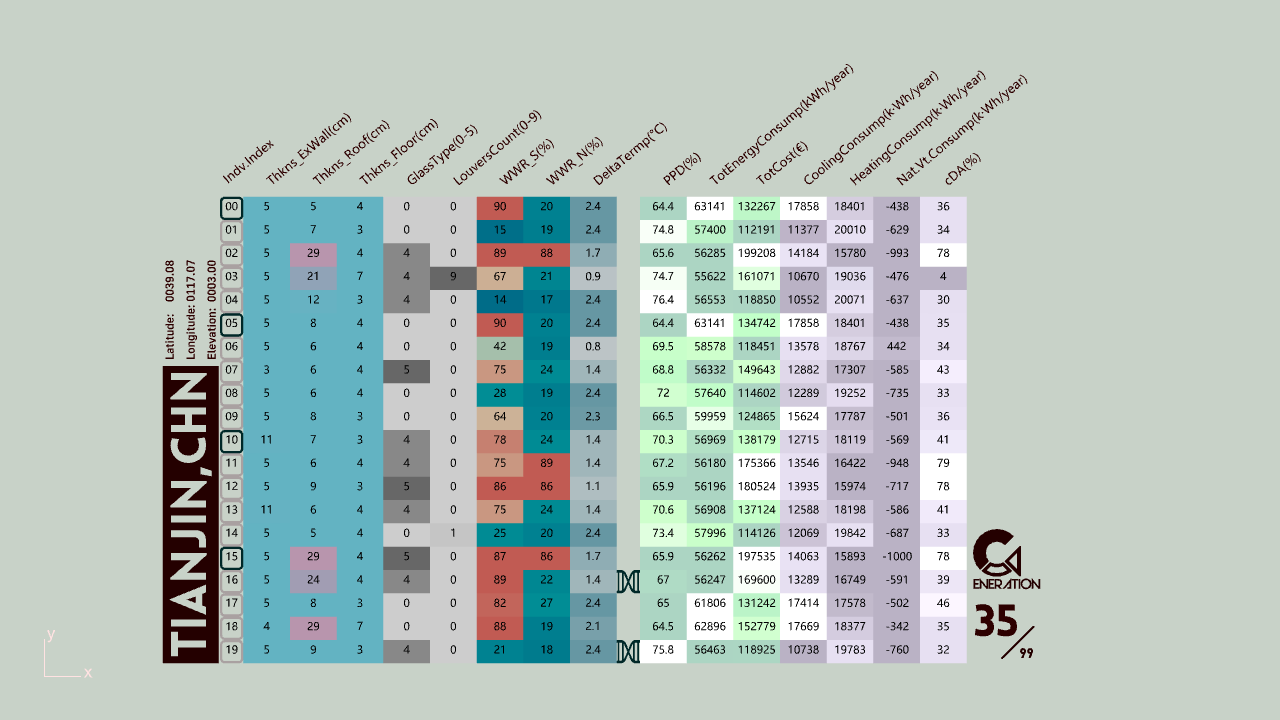 Indv.Index Thkns_ExWall(cm) Thkns_Roof(cm) Thkns_Floor(cm) GlassType(0-5) LouversCount(0-9) WWR_S(%) WWR_N(%) DeltaTermp(°C) PPD(%) TotEnergyConsump(kWh/year) TotCost(€) CoolingConsump(k·Wh/year) HeatingConsump(k·Wh/year) Nat.Vt.Consump(k·Wh/year) cDA(%)
00 5 5 4 0 0 90 20 2.4 64.4 63141 132267 17858 18401 -438 36
01 5 7 3 0 0 15 19 2.4 74.8 57400 112191 11377 20010 -629 34
02 5 29 4 4 0 89 88 1.7 65.6 56285 199208 14184 15780 -993 78
03 5 21 7 4 9 67 21 0.9 74.7 55622 161071 10670 19036 -476 4
04 5 12 3 4 0 14 17 2.4 76.4 56553 118850 10552 20071 -637 30
05 5 8 4 0 0 90 20 2.4 64.4 63141 134742 17858 18401 -438 35
06 5 6 4 0 0 42 19 0.8 69.5 58578 118451 13578 18767 442 34
07 3 6 4 5 0 75 24 1.4 68.8 56332 149643 12882 17307 -585 43
08 5 6 4 0 0 28 19 2.4 72 57640 114602 12289 19252 -735 33
09 5 8 3 0 0 64 20 2.3 66.5 59959 124865 15624 17787 -501 36
10 11 7 3 4 0 78 24 1.4 70.3 56969 138179 12715 18119 -569 41
11 5 6 4 4 0 75 89 1.4 67.2 56180 175366 13546 16422 -948 79
12 5 9 3 5 0 86 86 1.1 65.9 56196 180524 13935 15974 -717 78
13 11 6 4 4 0 75 24 1.4 70.6 56908 137124 12588 18198 -586 41
14 5 5 4 0 1 25 20 2.4 73.4 57996 114126 12069 19842 -687 33
15 5 29 4 5 0 87 86 1.7 65.9 56262 197535 14063 15893 -1000 78
16 5 24 4 4 0 89 22 1.4 67 56247 169600 13289 16749 -591 39
17 5 8 3 0 0 82 27 2.4 65 61806 131242 17414 17578 -502 46
18 4 29 7 0 0 88 19 2.1 64.5 62896 152779 17669 18377 -342 35
19 5 9 3 4 0 21 18 2.4 75.8 56463 118925 10738 19783 -760 32
Latitude: 0039.08
Longitude: 0117.07
Elevation: 0003.00
TIANJIN,CHN
ENERATION
35/99
y
x